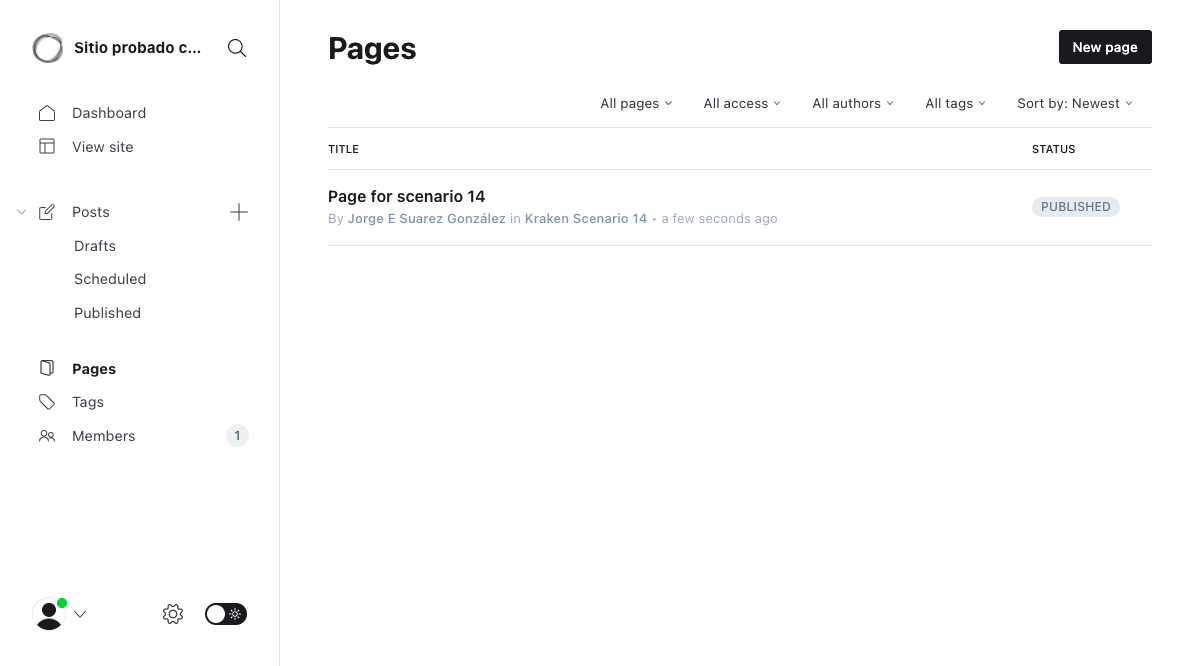 Sitio probado c...
Dashboard
View site
Posts
Drafts
Scheduled
Published
Pages
Tags
Members 1
Pages
New page
All pages All access All authors All tags Sort by: Newest
TITLE STATUS
Page for scenario 14
By Jorge E Suarez González in Kraken Scenario 14 • a few seconds ago
PUBLISHED